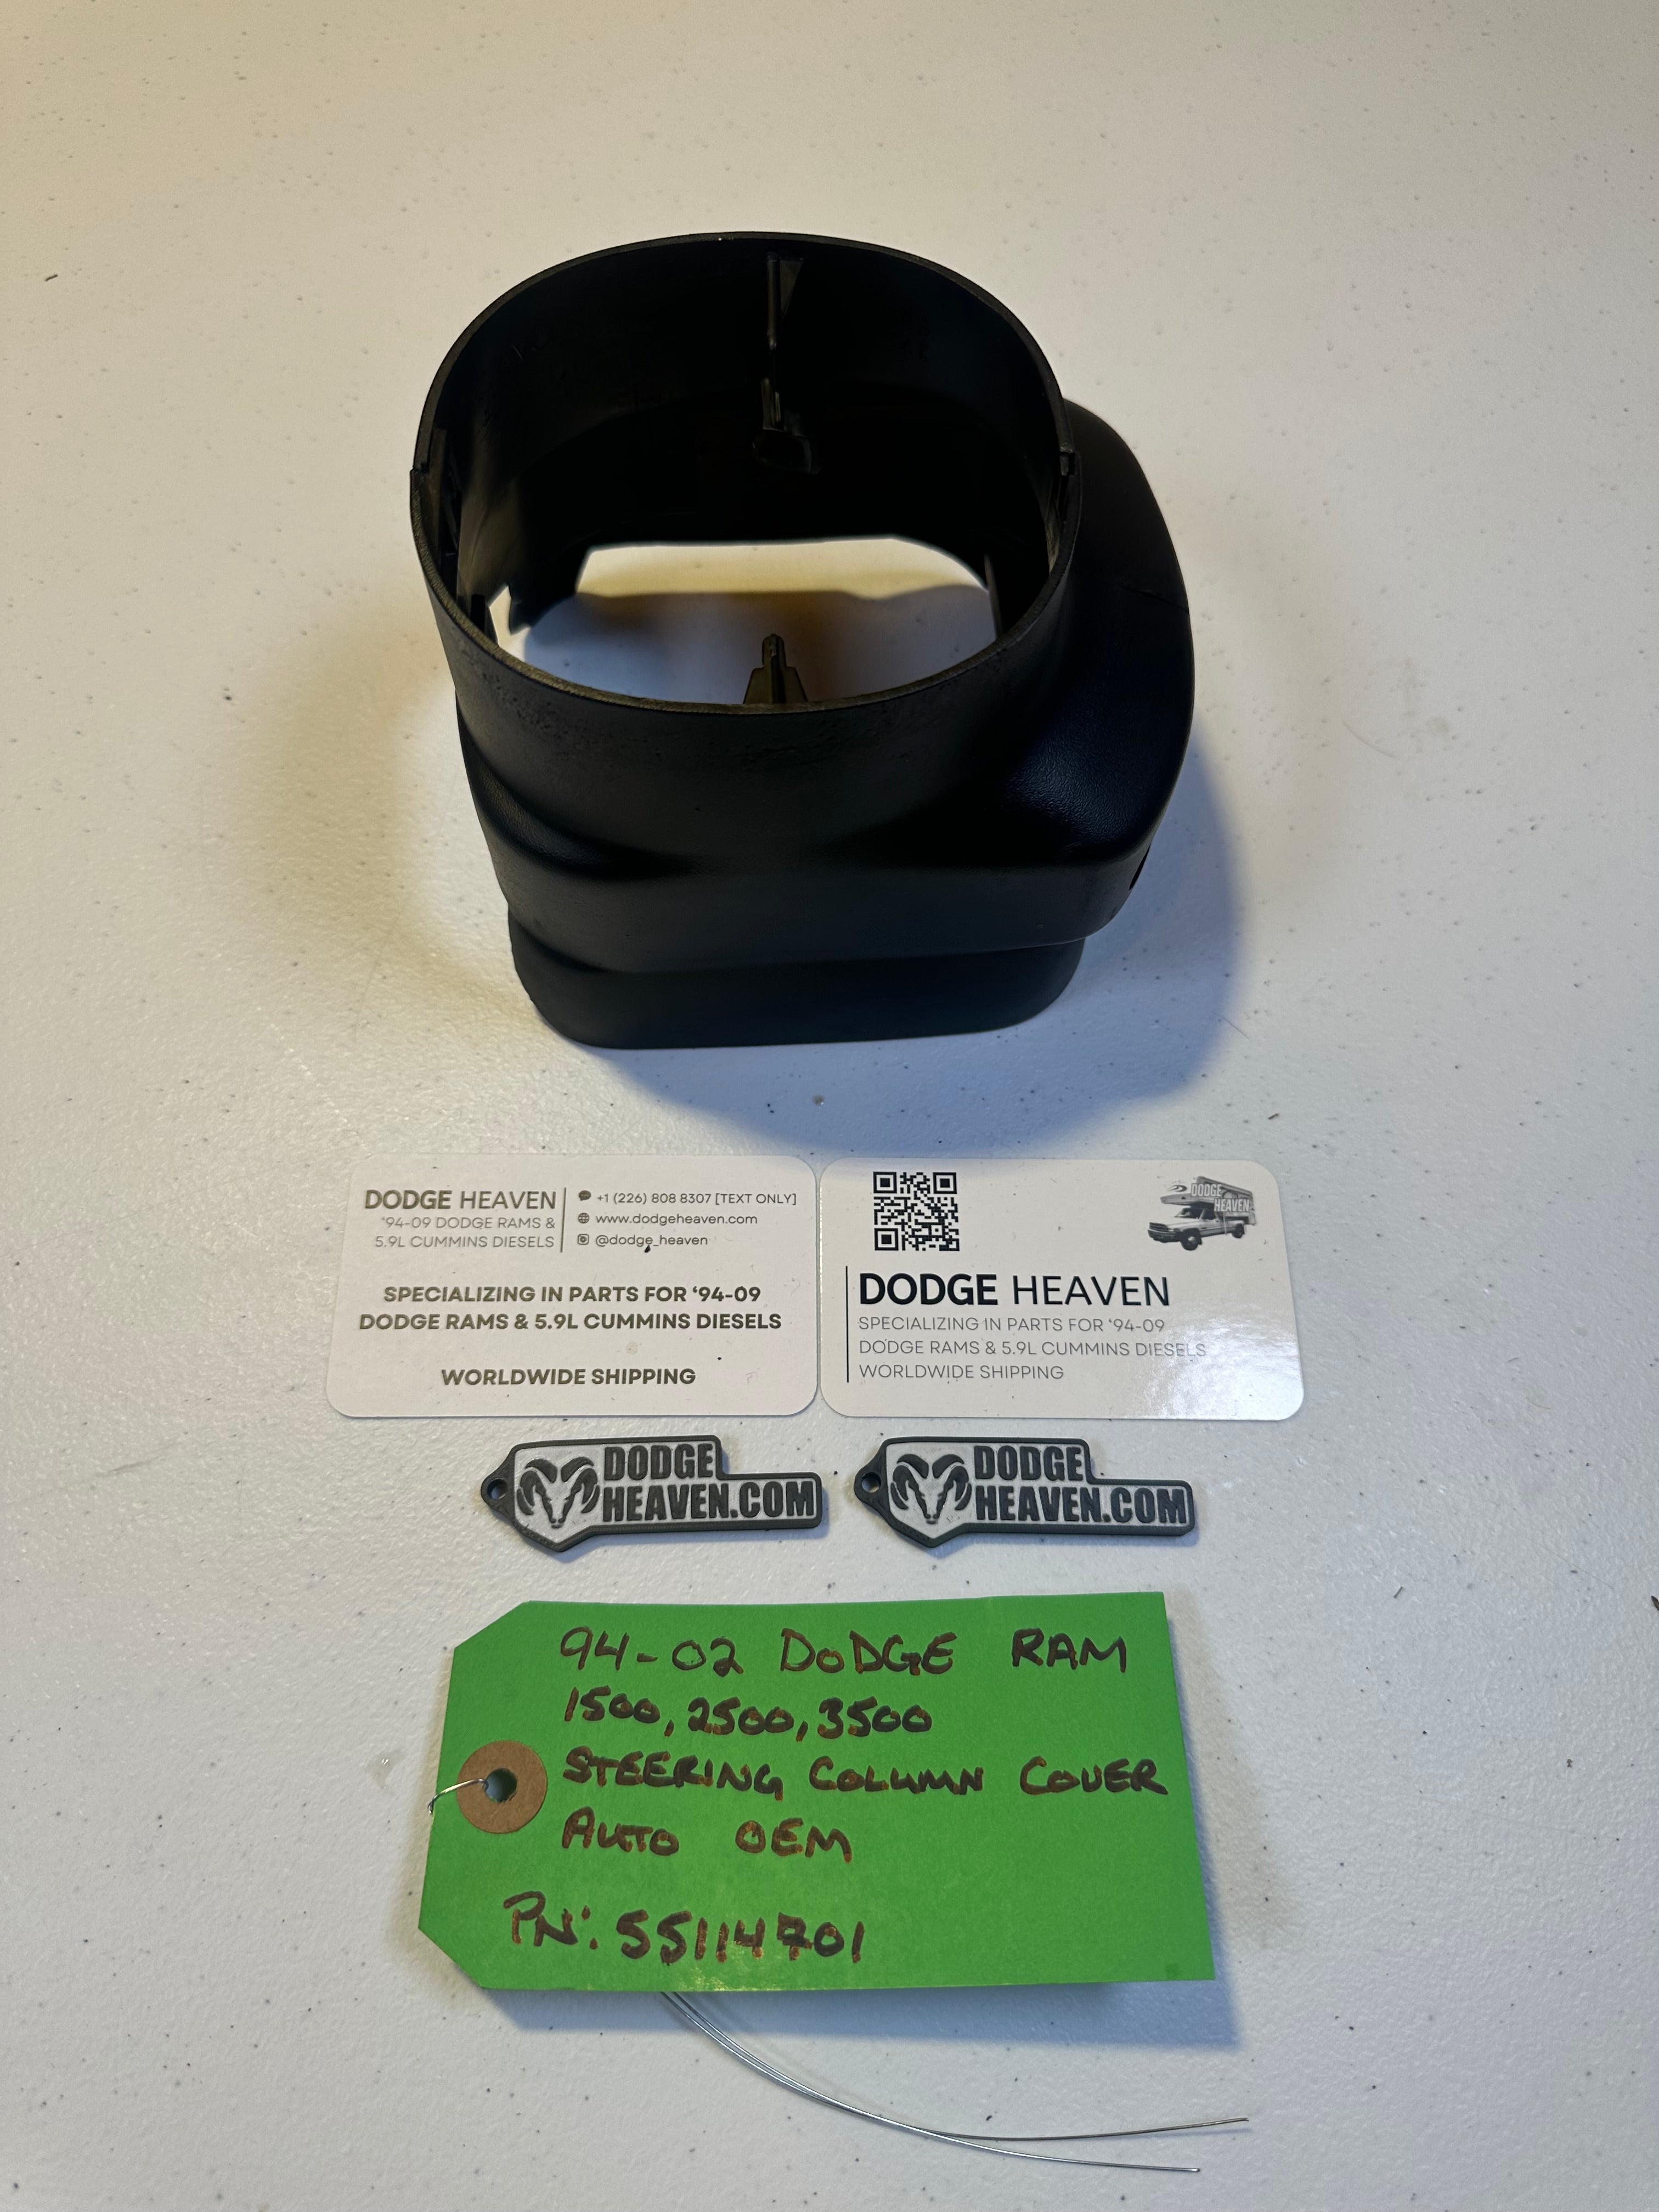 DODGE HEAVEN
'94-09 DODGE RAMS &
5.9L CUMMINS DIESELS
+1 (226) 808 8307 [TEXT ONLY]
www.dodgeheaven.com
@dodge_heaven
SPECIALIZING IN PARTS FOR '94-09
DODGE RAMS & 5.9L CUMMINS DIESELS
WORLDWIDE SHIPPING
DODGE
HEAVEN
DODGE HEAVEN
SPECIALIZING IN PARTS FOR '94-09
DODGE RAMS & 5.9L CUMMINS DIESELS
WORLDWIDE SHIPPING
DODGE
HEAVEN.COM
DODGE
HEAVEN.COM
94-02 DODGE RAM
1500, 2500, 3500
STEERING COLUMN COVER
AUTO OEM
PN: 55114701